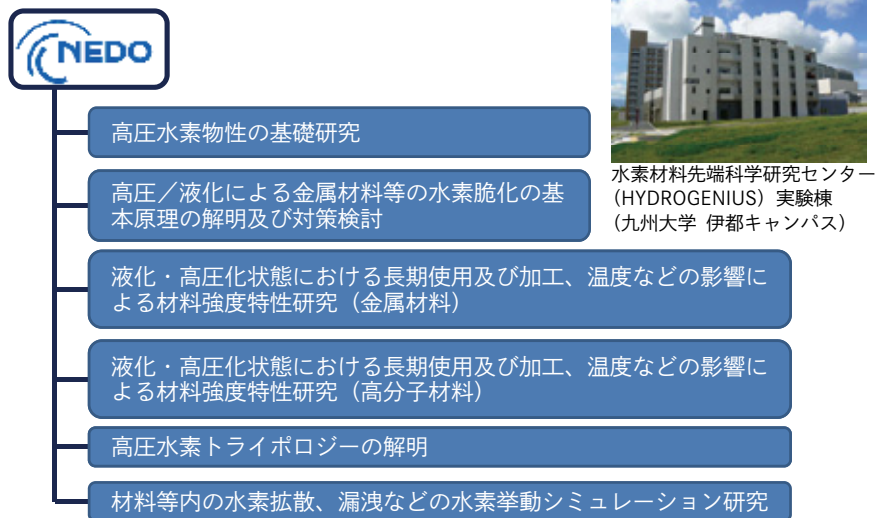 NEDO
高圧水素物性の基礎研究
高圧／液化による金属材料等の水素脆化の基
本原理の解明及び対策検討
液化・高圧化状態における長期使用及び加工、温度などの影響に
よる材料強度特性研究（金属材料）
液化・高圧化状態における長期使用及び加工、温度などの影響に
よる材料強度特性研究（高分子材料）
高圧水素トライポロジーの解明
材料等内の水素拡散、漏洩などの水素挙動シミュレーション研究
水素材料先端科学研究センター
（HYDROGENIUS）実験棟
（九州大学 伊都キャンパス）